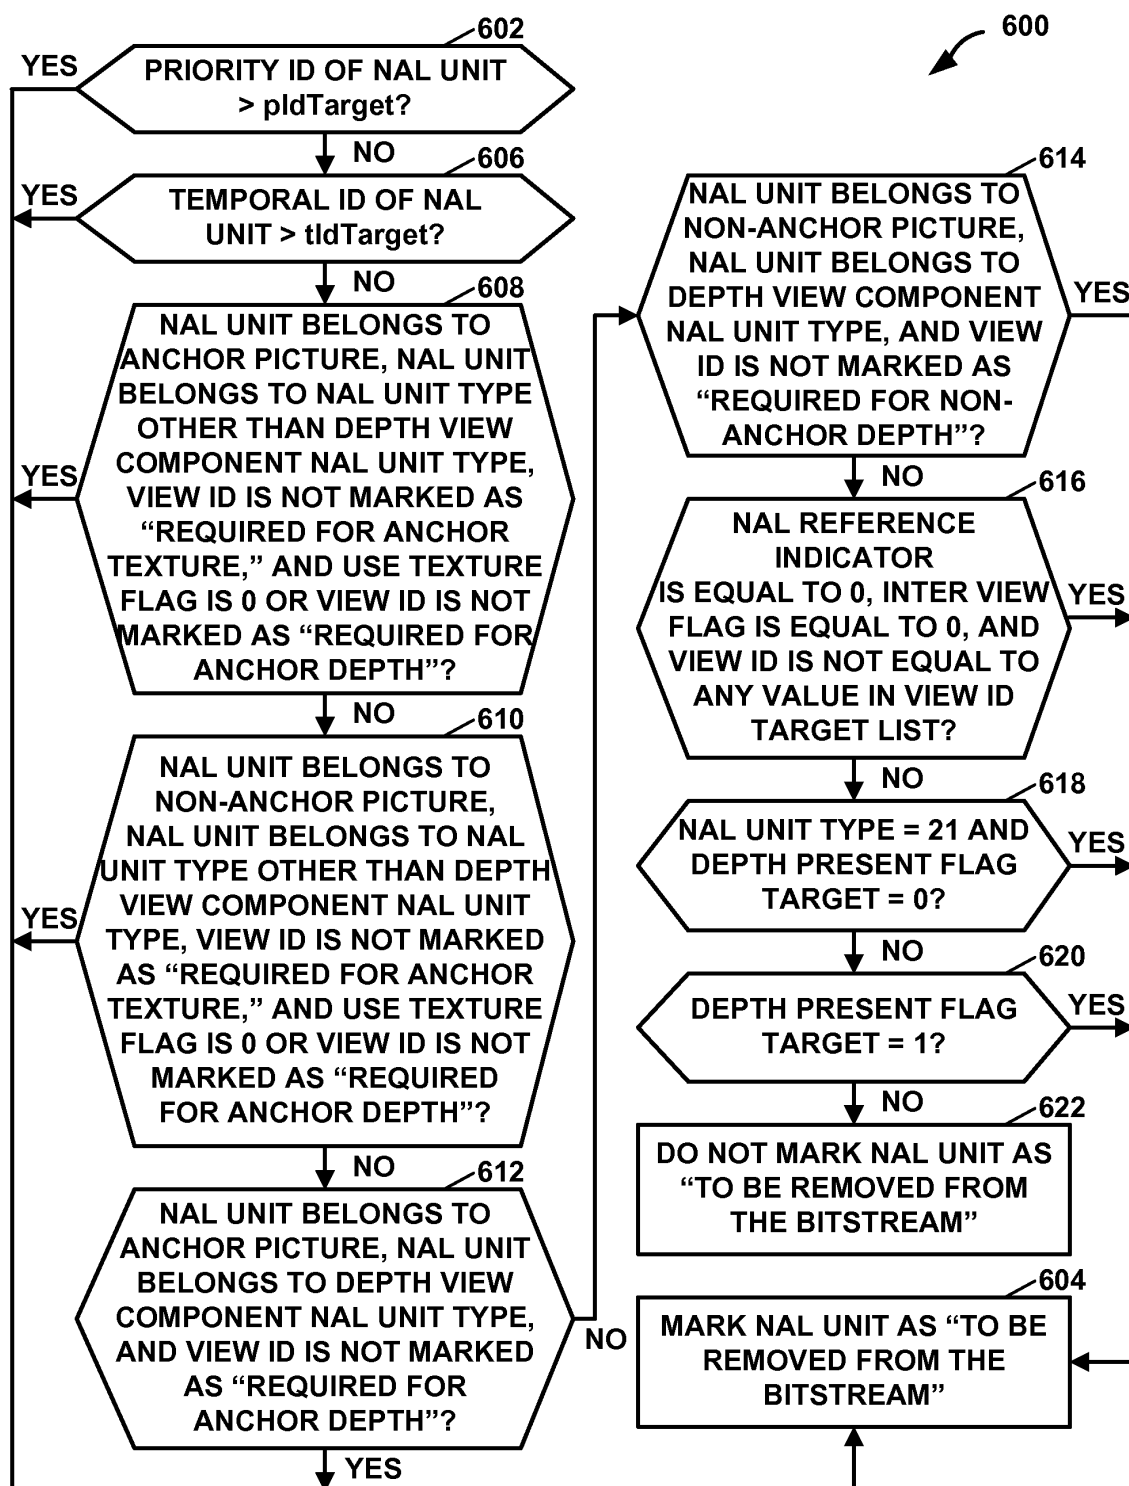 600
602
YES
PRIORITY ID OF NAL UNIT
> pIdTarget?
NO
606
YES
TEMPORAL ID OF NAL
UNIT > tIdTarget?
NO
608
NAL UNIT BELONGS TO
ANCHOR PICTURE, NAL UNIT
BELONGS TO NAL UNIT TYPE
OTHER THAN DEPTH VIEW
COMPONENT NAL UNIT TYPE,
YES
VIEW ID IS NOT MARKED AS
“REQUIRED FOR ANCHOR
TEXTURE,” AND USE TEXTURE
FLAG IS 0 OR VIEW ID IS NOT
MARKED AS “REQUIRED FOR
ANCHOR DEPTH”?
NO
610
NAL UNIT BELONGS TO
NON-ANCHOR PICTURE,
NAL UNIT BELONGS TO NAL
UNIT TYPE OTHER THAN DEPTH
VIEW COMPONENT NAL UNIT
YES
TYPE, VIEW ID IS NOT MARKED
AS “REQUIRED FOR ANCHOR
TEXTURE,” AND USE TEXTURE
FLAG IS 0 OR VIEW ID IS NOT
MARKED AS “REQUIRED
FOR ANCHOR DEPTH”?
NO
612
NAL UNIT BELONGS TO
ANCHOR PICTURE, NAL UNIT
BELONGS TO DEPTH VIEW
COMPONENT NAL UNIT TYPE,
AND VIEW ID IS NOT MARKED
AS “REQUIRED FOR
ANCHOR DEPTH”?
NO
YES
614
NAL UNIT BELONGS TO
NON-ANCHOR PICTURE,
NAL UNIT BELONGS TO
DEPTH VIEW COMPONENT
YES
NAL UNIT TYPE, AND VIEW
ID IS NOT MARKED AS
“REQUIRED FOR NON-
ANCHOR DEPTH”?
NO
616
NAL REFERENCE
INDICATOR
IS EQUAL TO 0, INTER VIEW
YES
FLAG IS EQUAL TO 0, AND
VIEW ID IS NOT EQUAL TO
ANY VALUE IN VIEW ID
TARGET LIST?
NO
618
NAL UNIT TYPE = 21 AND
YES
DEPTH PRESENT FLAG
TARGET = 0?
NO
620
DEPTH PRESENT FLAG
YES
TARGET = 1?
NO
622
DO NOT MARK NAL UNIT AS
“TO BE REMOVED FROM
THE BITSTREAM”
604
MARK NAL UNIT AS “TO BE
REMOVED FROM THE
BITSTREAM”